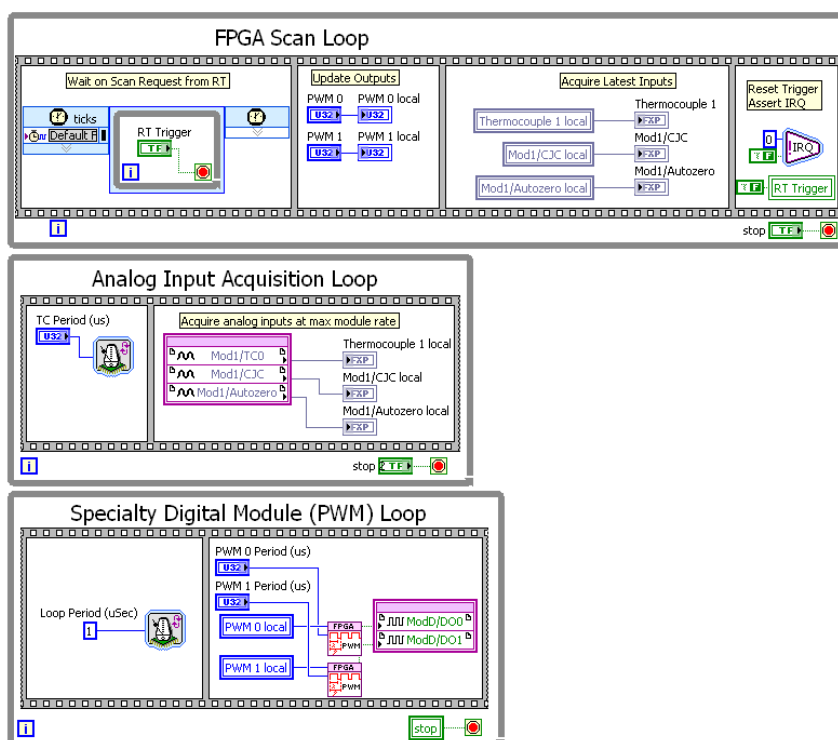 FPGA Scan Loop
Wait on Scan Request from RT
ticks
Default
RT Trigger
TF
i
Update Outputs
PWM 0 PWM 0 local
U32 U32
PWM 1 PWM 1 local
U32 U32
Acquire Latest Inputs
Thermocouple 1
Thermocouple 1 local FXP
Mod1/CJC
Mod1/CJC local FXP
Mod1/Autozero
Mod1/Autozero local FXP
Reset Trigger
Assert IRQ
0
IRQ
F
F RT Trigger
i
stop TF
Analog Input Acquisition Loop
TC Period (us)
U32
Acquire analog inputs at max module rate
Thermocouple 1 local
Mod1/TC0 FXP
Mod1/CJC Mod1/CJC local
FXP
Mod1/Autozero Mod1/Autozero local
FXP
i
stop 2 TF
Specialty Digital Module (PWM) Loop
Loop Period (uSec)
1
PWM 0 Period (us)
U32
PWM 1 Period (us)
U32
PWM 0 local FPGA ModD/DO0
PWM ModD/DO1
PWM 1 local FPGA
PWM
i
stop